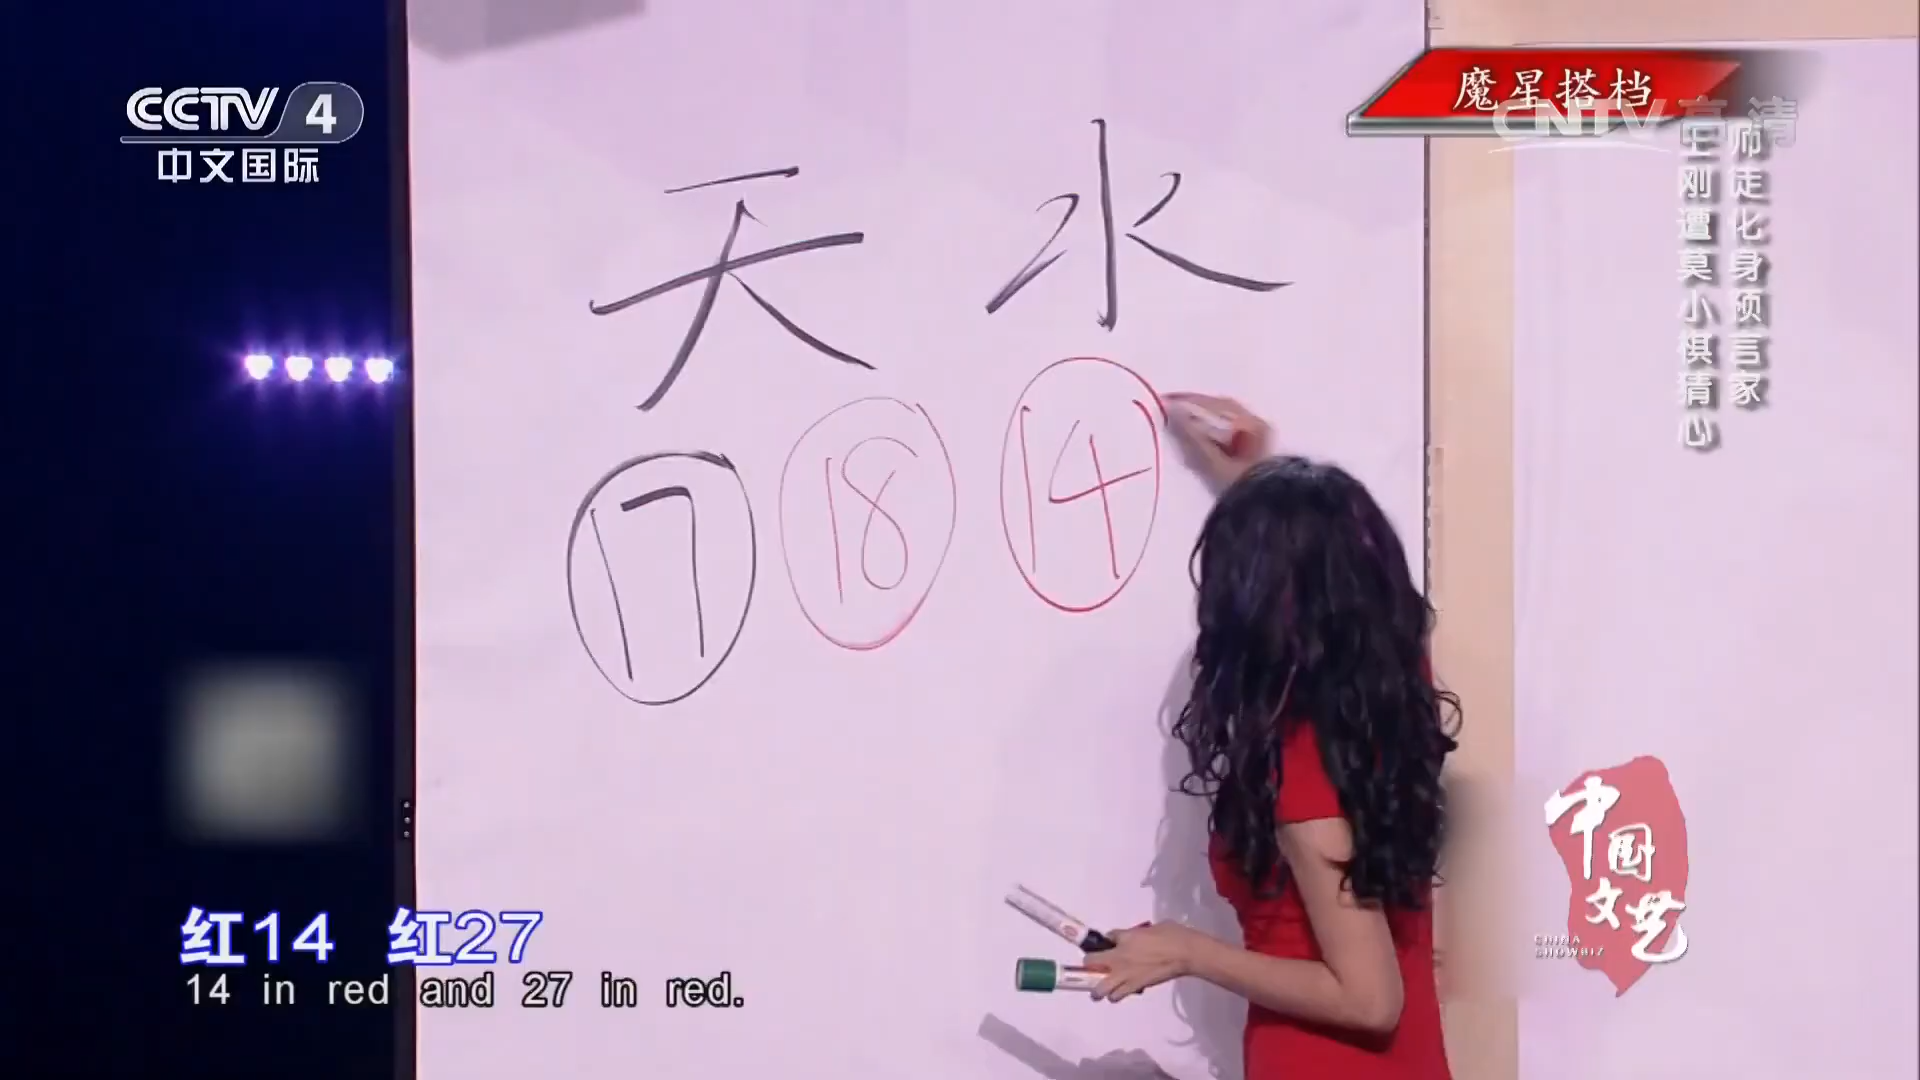 CCTV 4
中文国际
魔星搭档
CNTV 高清
师走化身预言家
王刚遭莫小棋猜心
天 水
17 18 14
中国文艺
CHINA SHOWBIZ
红14 红27
14 in red and 27 in red.